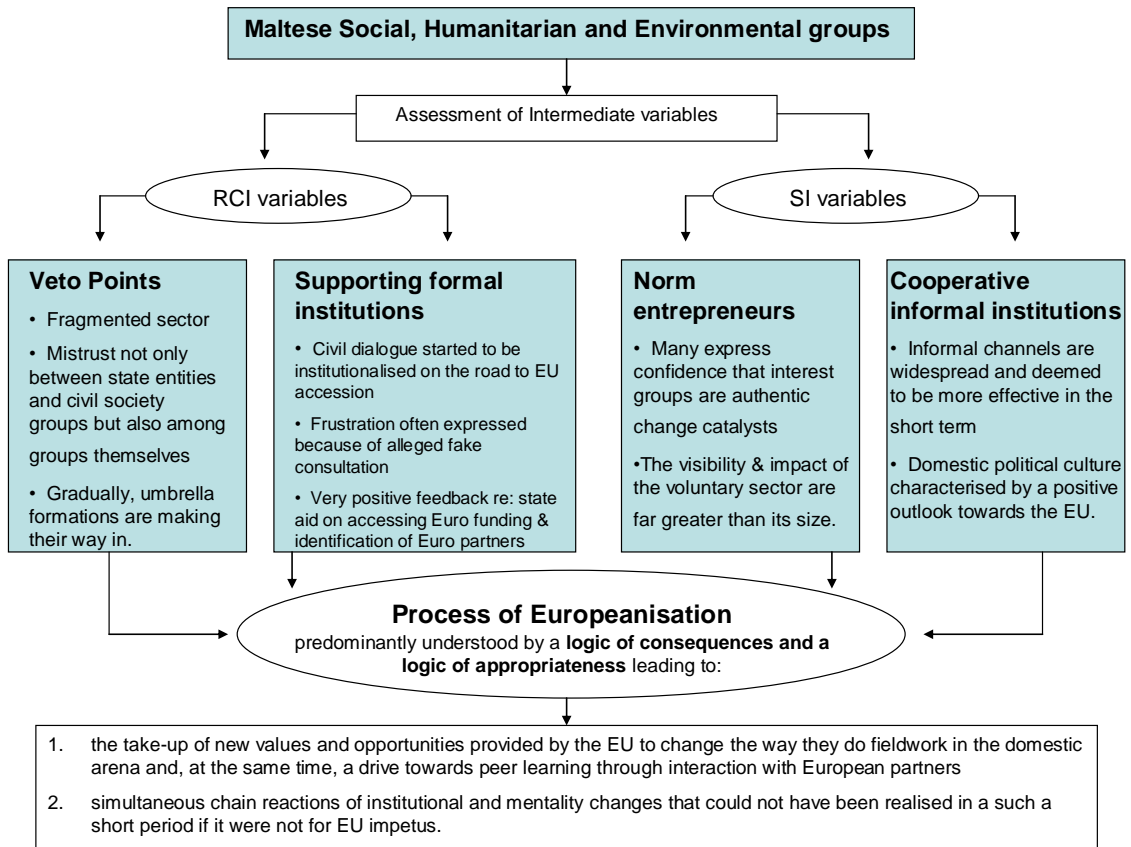 Maltese Social, Humanitarian and Environmental groups
Assessment of Intermediate variables
RCI variables
SI variables
Veto Points
• Fragmented sector
• Mistrust not only
between state entities
and civil society
groups but also among
groups themselves
• Gradually, umbrella
formations are making
their way in.
Supporting formal
institutions
• Civil dialogue started to be
institutionalised on the road to EU
accession
• Frustration often expressed
because of alleged fake
consultation
• Very positive feedback re: state
aid on accessing Euro funding &
identification of Euro partners
Norm
entrepreneurs
• Many express
confidence that interest
groups are authentic
change catalysts
•The visibility & impact of
the voluntary sector are
far greater than its size.
Cooperative
informal institutions
• Informal channels are
widespread and deemed
to be more effective in the
short term
• Domestic political culture
characterised by a positive
outlook towards the EU.
Process of Europeanisation
predominantly understood by a logic of consequences and a
logic of appropriateness leading to:
1. the take-up of new values and opportunities provided by the EU to change the way they do fieldwork in the domestic
arena and, at the same time, a drive towards peer learning through interaction with European partners
2. simultaneous chain reactions of institutional and mentality changes that could not have been realised in a such a
short period if it were not for EU impetus.